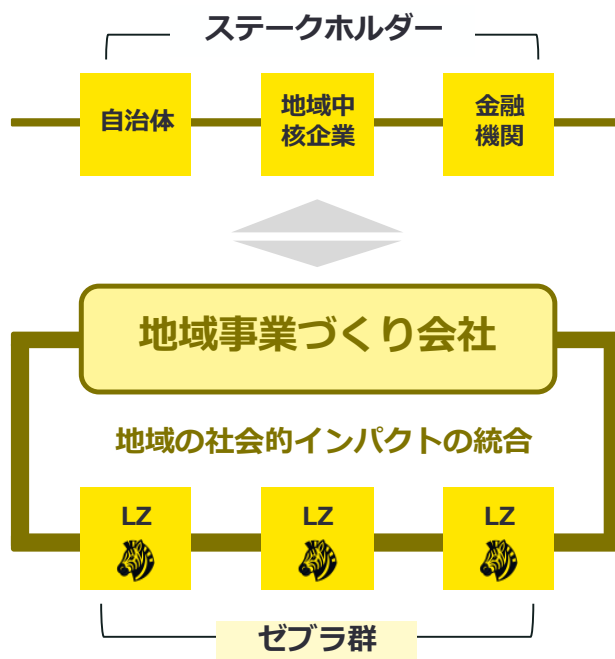 ステークホルダー
自治体
地域中
核企業
金融
機関
地域事業づくり会社
地域の社会的インパクトの統合
LZ
LZ
LZ
ゼブラ群